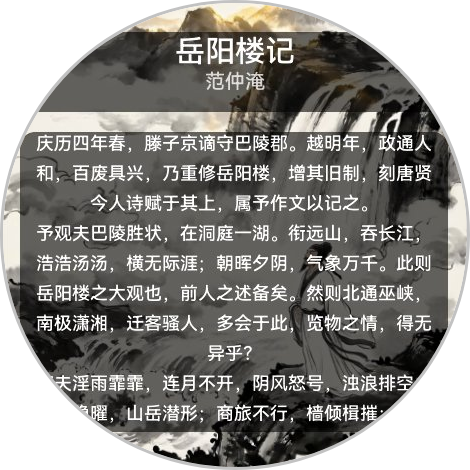 岳阳楼记
范仲淹
庆历四年春，滕子京谪守巴陵郡。越明年，政通人
和，百废具兴，乃重修岳阳楼，增其旧制，刻唐贤
今人诗赋于其上，属予作文以记之。
予观夫巴陵胜状，在洞庭一湖。衔远山，吞长江，
浩浩汤汤，横无际涯；朝晖夕阴，气象万千。此则
岳阳楼之大观也，前人之述备矣。然则北通巫峡，
南极潇湘，迁客骚人，多会于此，览物之情，得无
异乎？
夫淫雨霏霏，连月不开，阴风怒号，浊浪排空
曜，山岳潜形；商旅不行，樯倾楫摧